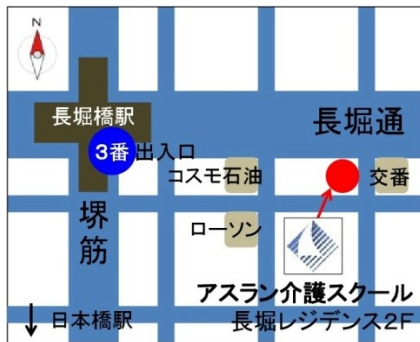 N
長堀橋駅
長堀通
3番 出入口
コスモ石油
交番
堺筋
ローソン
アスラン介護スクール
長堀レジデンス2F
↓ 日本橋駅